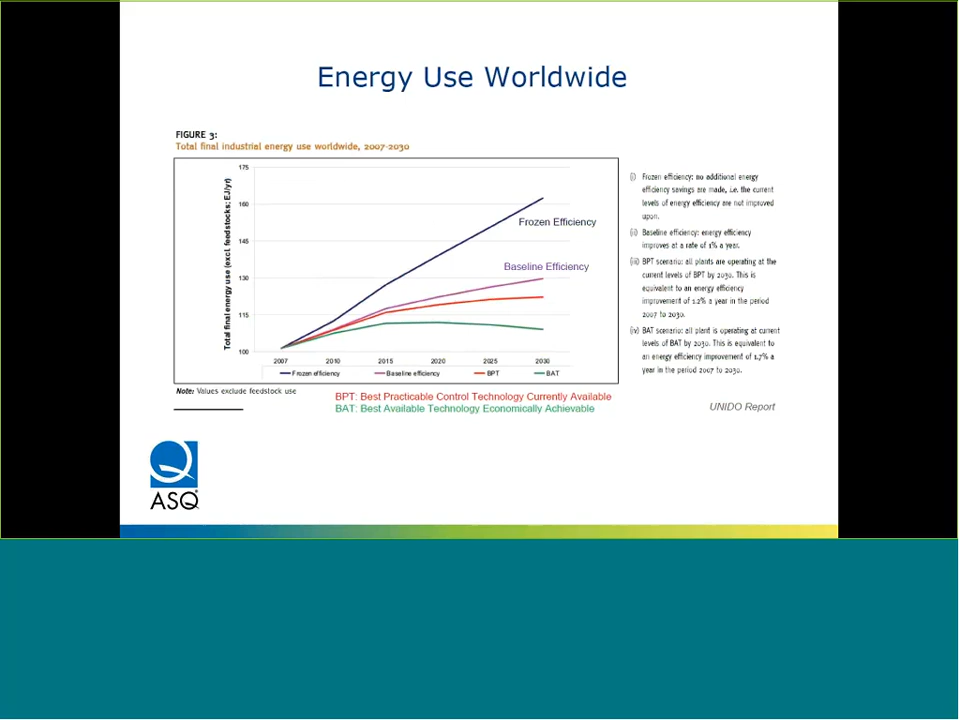 Energy Use Worldwide
FIGURE 3:
Total final industrial energy use worldwide, 2007-2030
Total final energy use (excl. feedstocks; EJ/yr)
175
160
145
130
115
100
Frozen Efficiency
Baseline Efficiency
2007 2010 2015 2020 2025 2030
Frozen efficiency Baseline efficiency BPT BAT
Note: Values exclude feedstock use
BPT: Best Practicable Control Technology Currently Available
BAT: Best Available Technology Economically Achievable
(i) Frozen efficiency: no additional energy
efficiency savings are made, i.e. the current
levels of energy efficiency are not improved
upon.
(ii) Baseline efficiency: energy efficiency
improves at a rate of 1% a year.
(iii) BPT scenario: all plants are operating at the
current levels of BPT by 2030. This is
equivalent to an energy efficiency
improvement of 1.2% a year in the period
2007 to 2030.
(iv) BAT scenario: all plant is operating at current
levels of BAT by 2030. This is equivalent to
an energy efficiency improvement of 1.7% a
year in the period 2007 to 2030.
UNIDO Report
ASQ